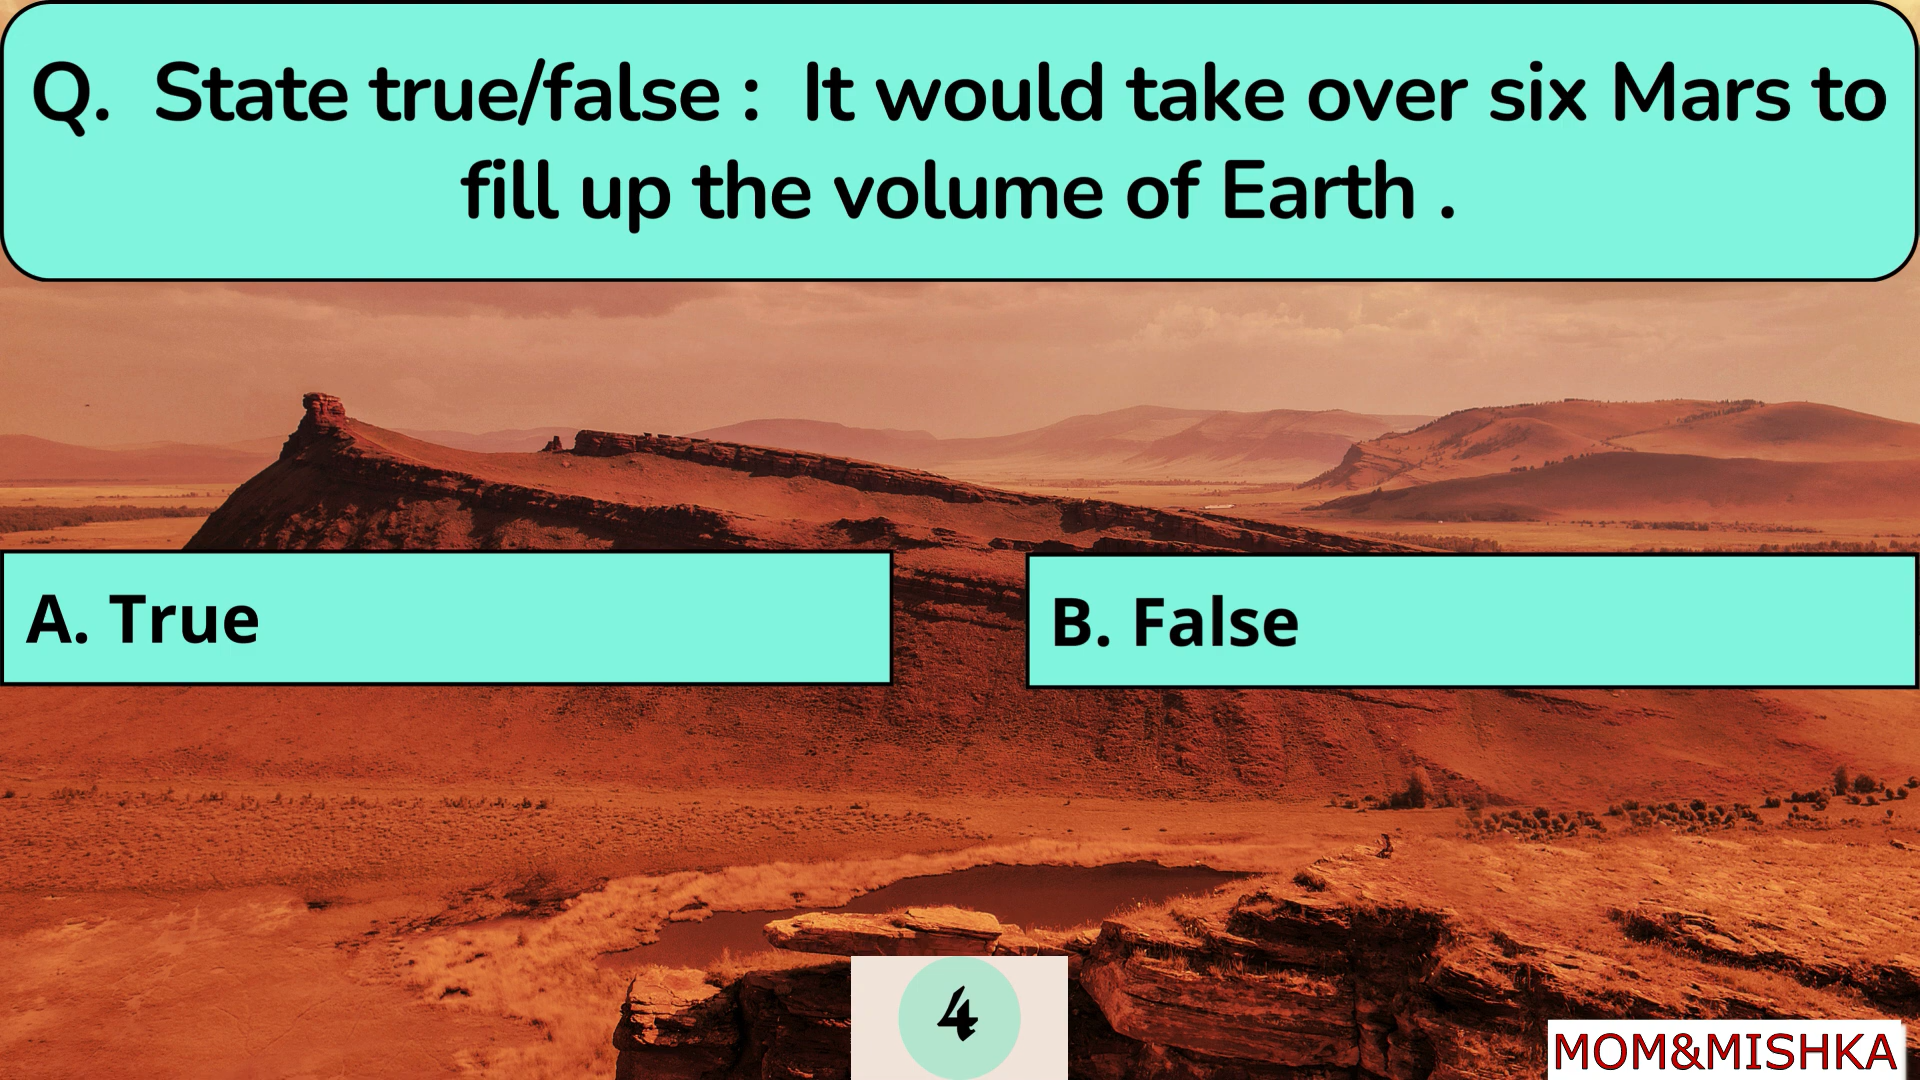 Q. State true/false : It would take over six Mars to
fill up the volume of Earth .
A. True
B. False
4
MOM&MISHKA